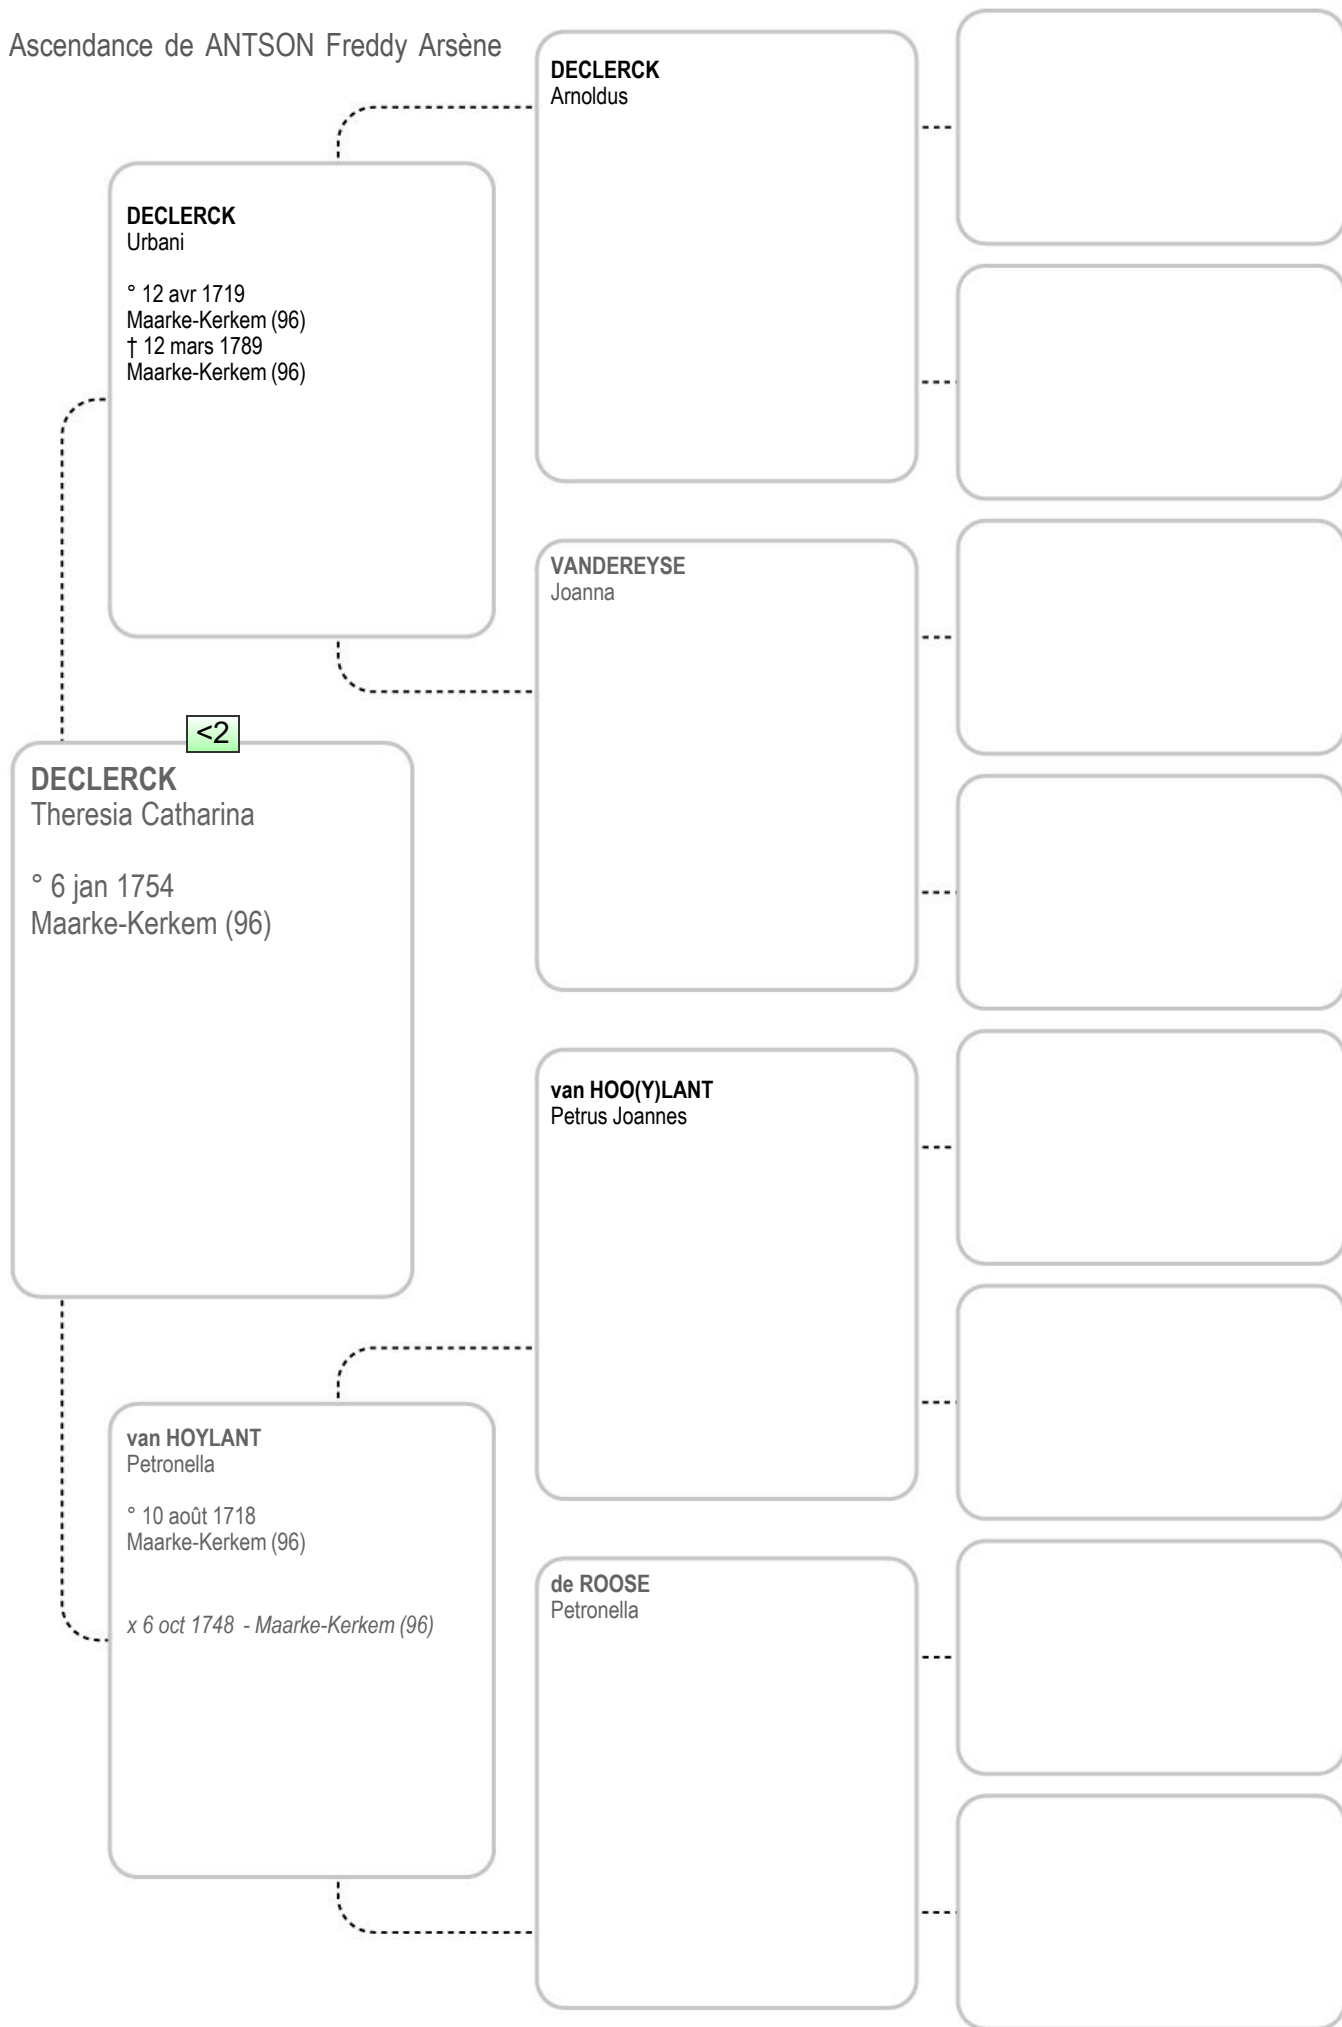 Ascendance de ANTSON Freddy Arsène
DECLERCK
Arnoldus
DECLERCK
Urbani
° 12 avr 1719
Maarke-Kerkem (96)
† 12 mars 1789
Maarke-Kerkem (96)
VANDEREYSE
Joanna
<2
DECLERCK
Theresia Catharina
° 6 jan 1754
Maarke-Kerkem (96)
van HOO(Y)LANT
Petrus Joannes
van HOYLANT
Petronella
° 10 août 1718
Maarke-Kerkem (96)
x 6 oct 1748 - Maarke-Kerkem (96)
de ROOSE
Petronella